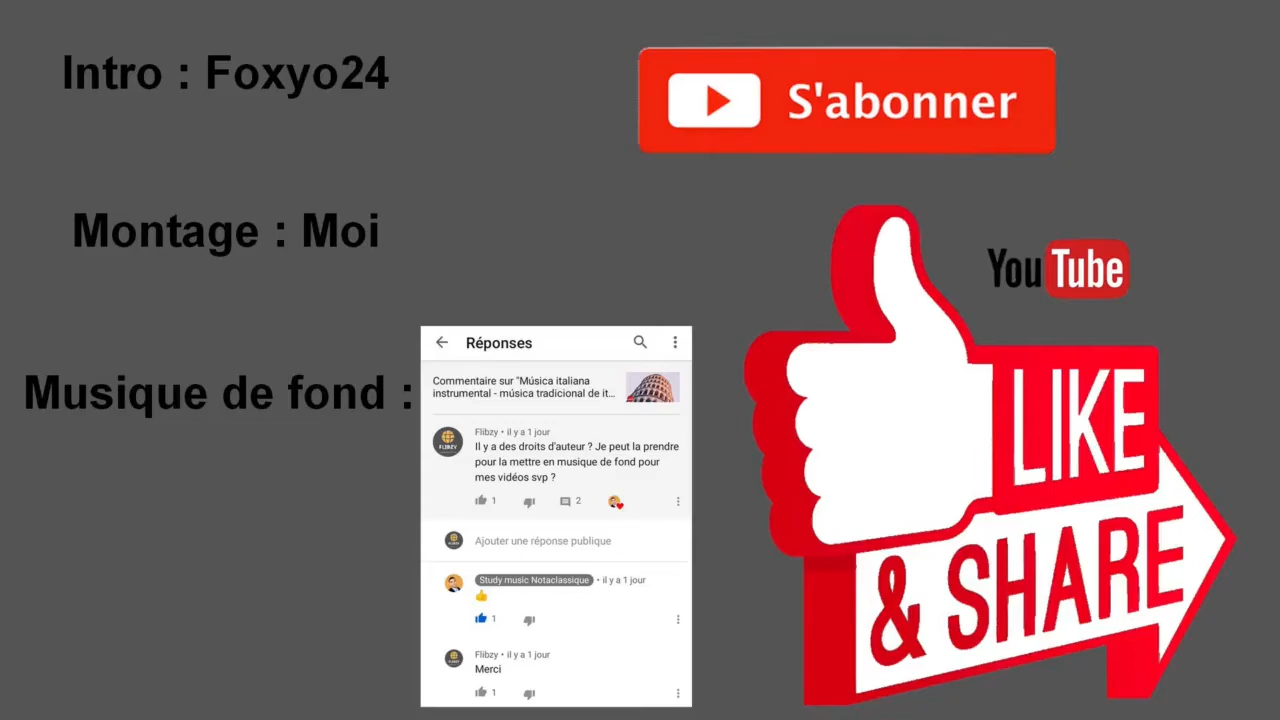 Intro : Foxyo24
S'abonner
Montage : Moi
YouTube
Musique de fond :
Réponses
Commentaire sur "Música italiana
instrumental - música tradicional de it...
Flibzy • il y a 1 jour
FLIBZY
Il y a des droits d'auteur ? Je peut la prendre
pour la mettre en musique de fond pour
mes vidéos svp ?
1 2
Ajouter une réponse publique
Study music Notaclassique • il y a 1 jour
1
Flibzy • il y a 1 jour
Merci
1
LIKE
& SHARE